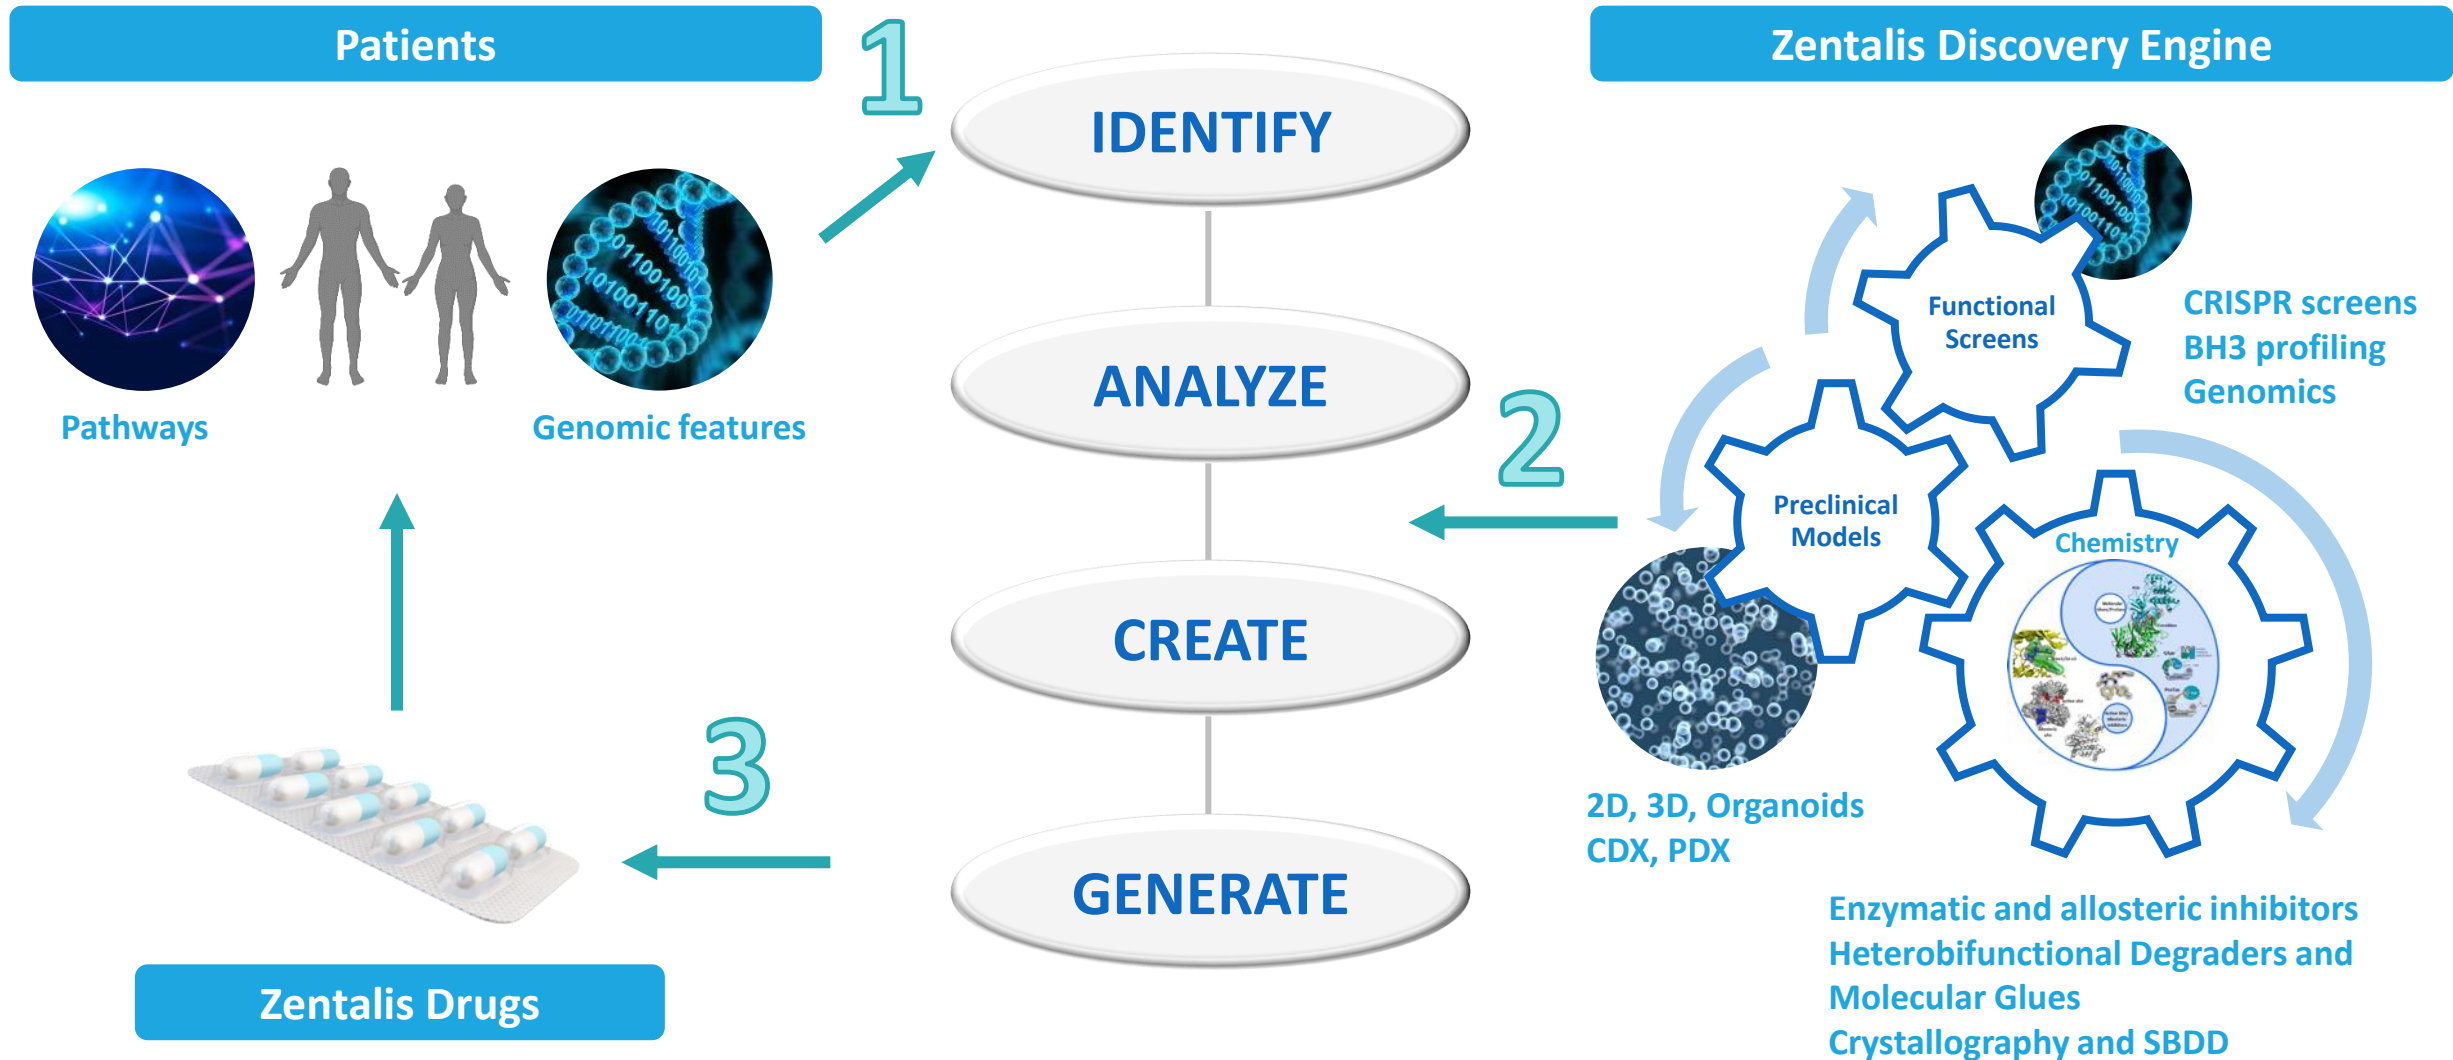 Patients
1
IDENTIFY
Zentalis Discovery Engine
Pathways
Genomic features
ANALYZE
2
Functional
Screens
CRISPR screens
BH3 profiling
Genomics
Preclinical
Models
Chemistry
CREATE
2D, 3D, Organoids
CDX, PDX
3
GENERATE
Enzymatic and allosteric inhibitors
Heterobifunctional Degraders and
Molecular Glues
Crystallography and SBDD
Zentalis Drugs